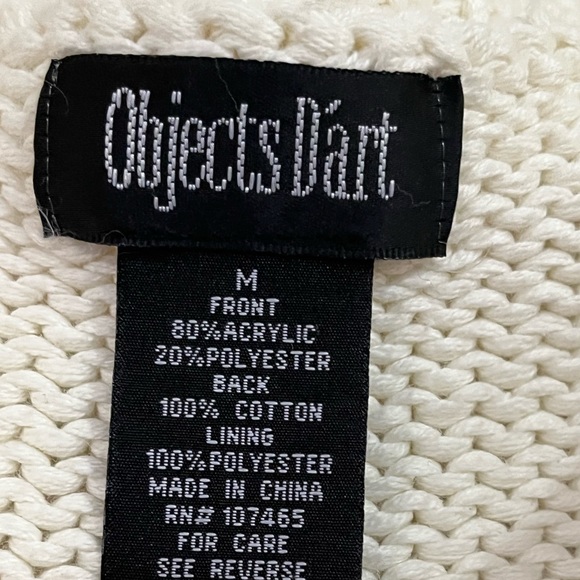 Objects D'art
M
FRONT
80%ACRYLIC
20%POLYESTER
BACK
100% COTTON
LINING
100%POLYESTER
MADE IN CHINA
RN# 107465
FOR CARE
SEE REVERSE